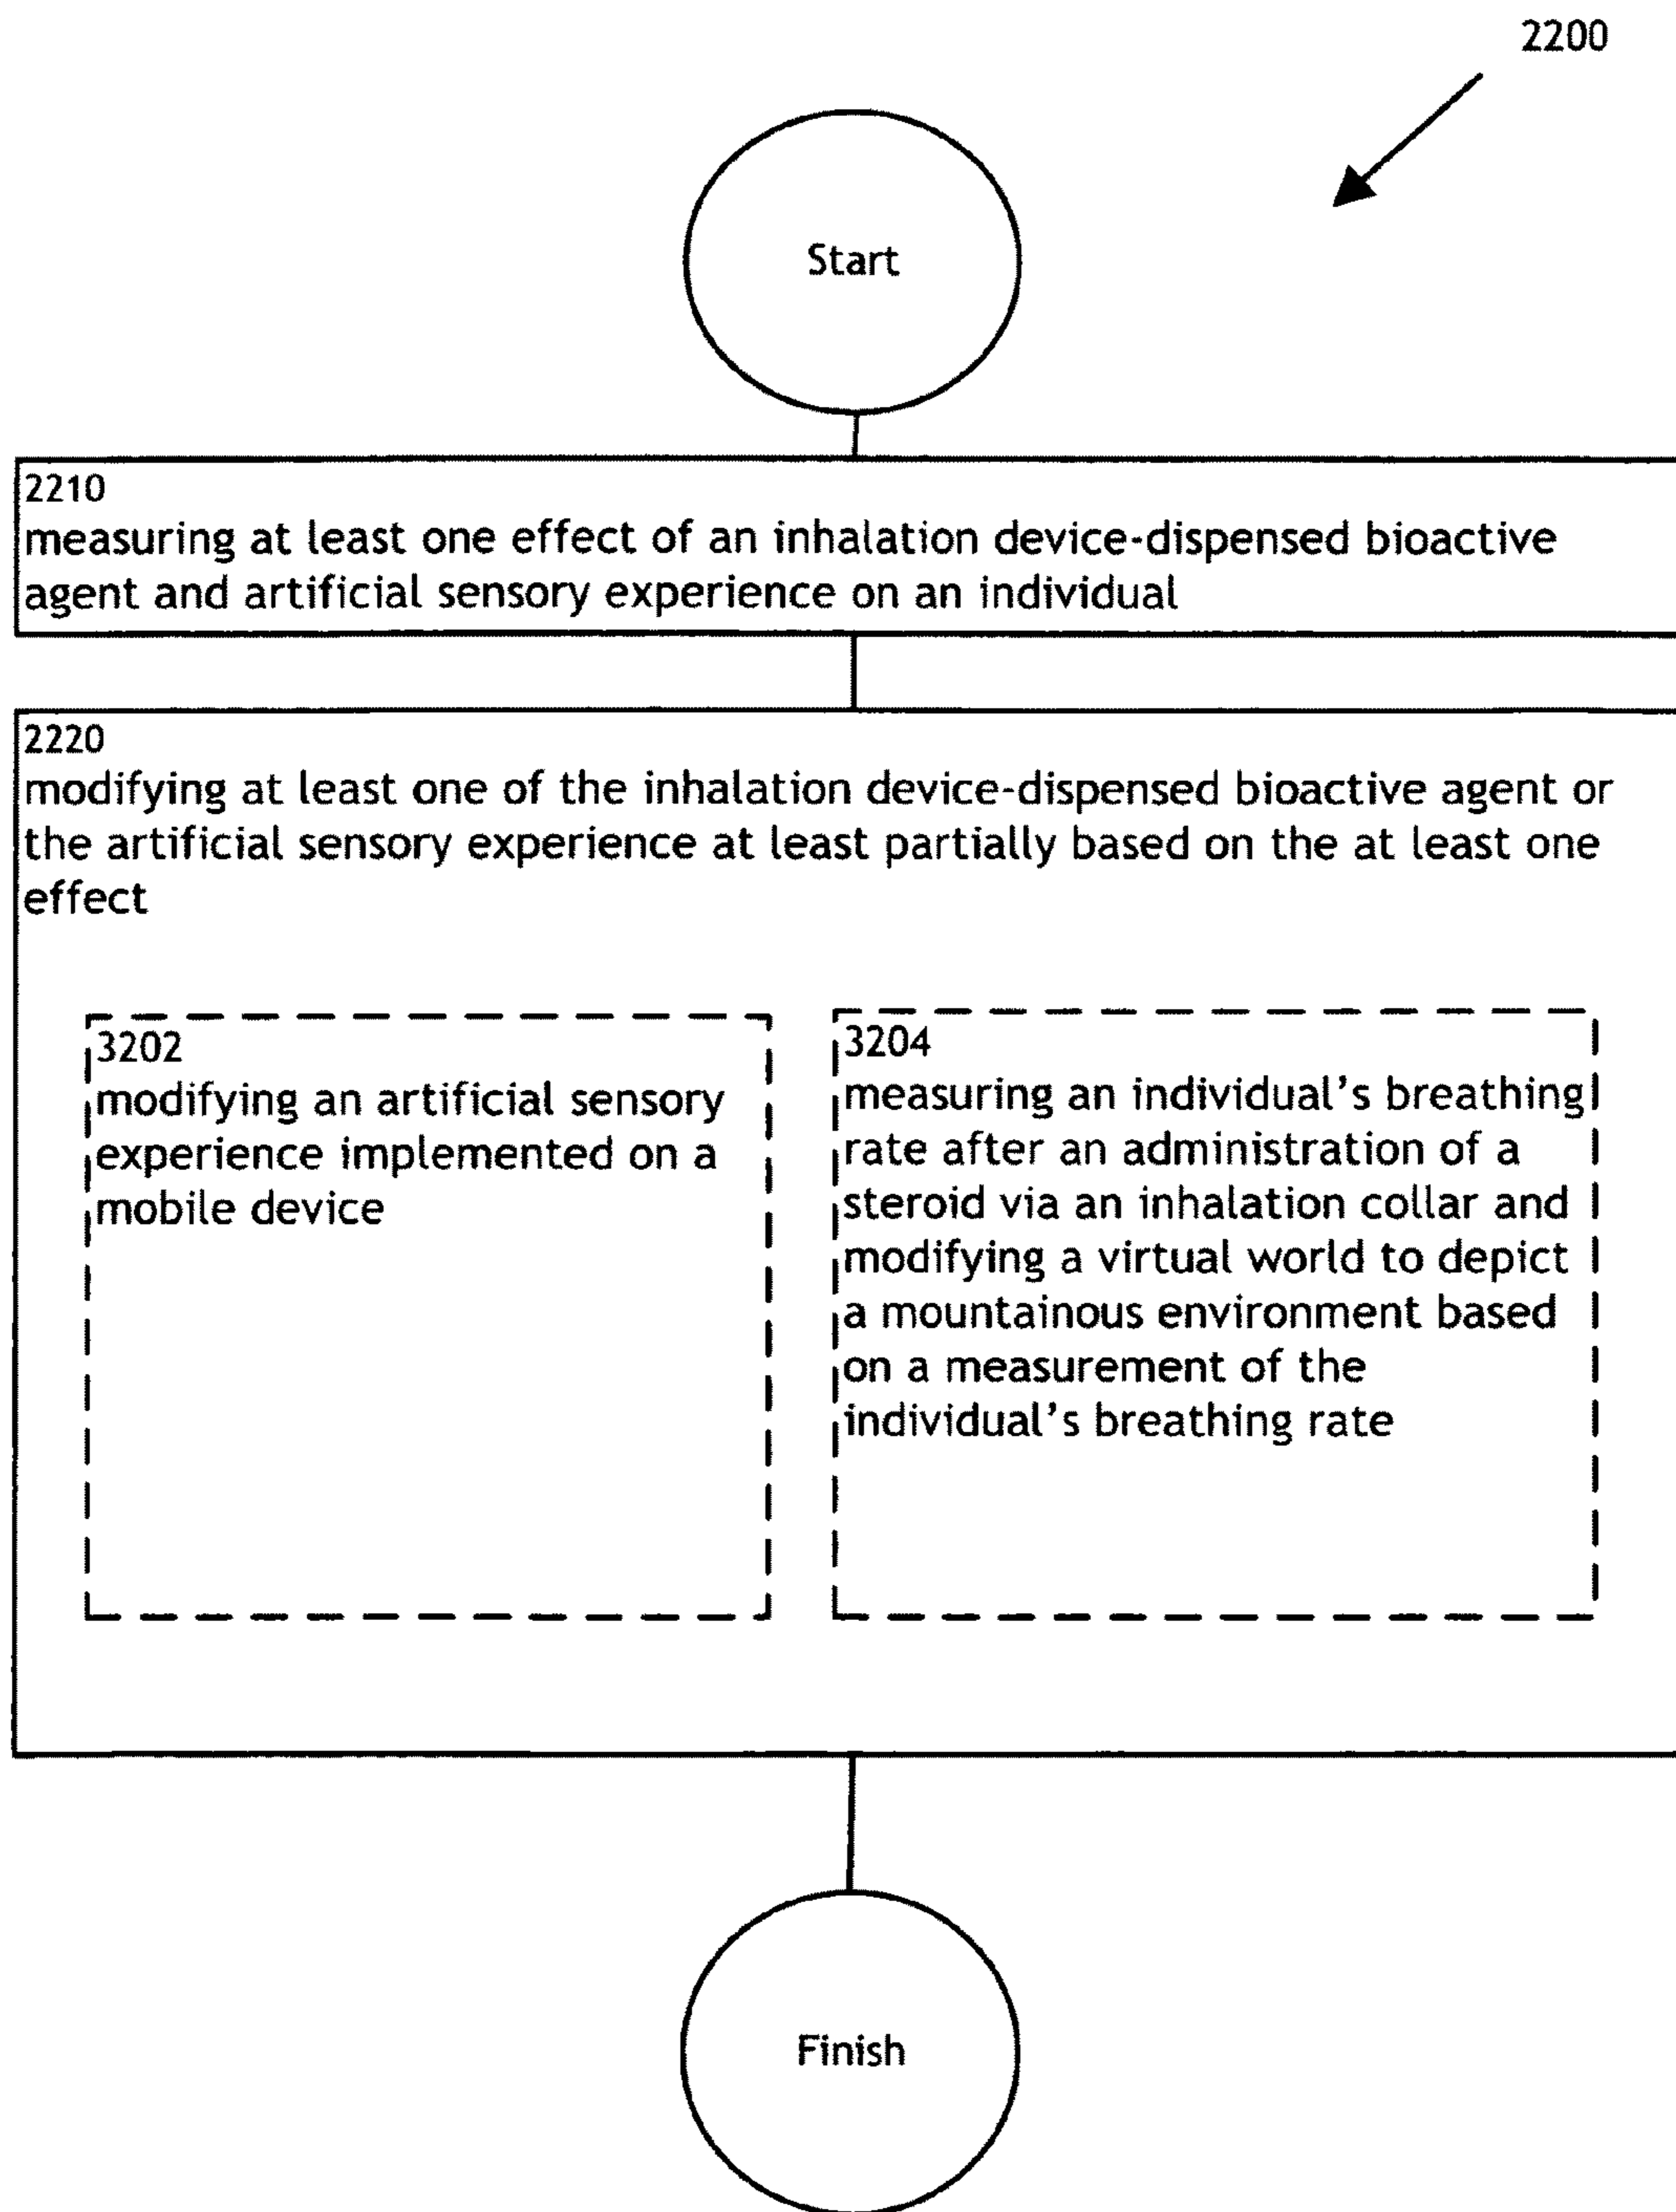 2200
Start
2210
measuring at least one effect of an inhalation device-dispensed bioactive
agent and artificial sensory experience on an individual
2220
modifying at least one of the inhalation device-dispensed bioactive agent or
the artificial sensory experience at least partially based on the at least one
effect
3202
modifying an artificial sensory
experience implemented on a
mobile device
3204
measuring an individual's breathing
rate after an administration of a
steroid via an inhalation collar and
modifying a virtual world to depict
a mountainous environment based
on a measurement of the
individual's breathing rate
Finish